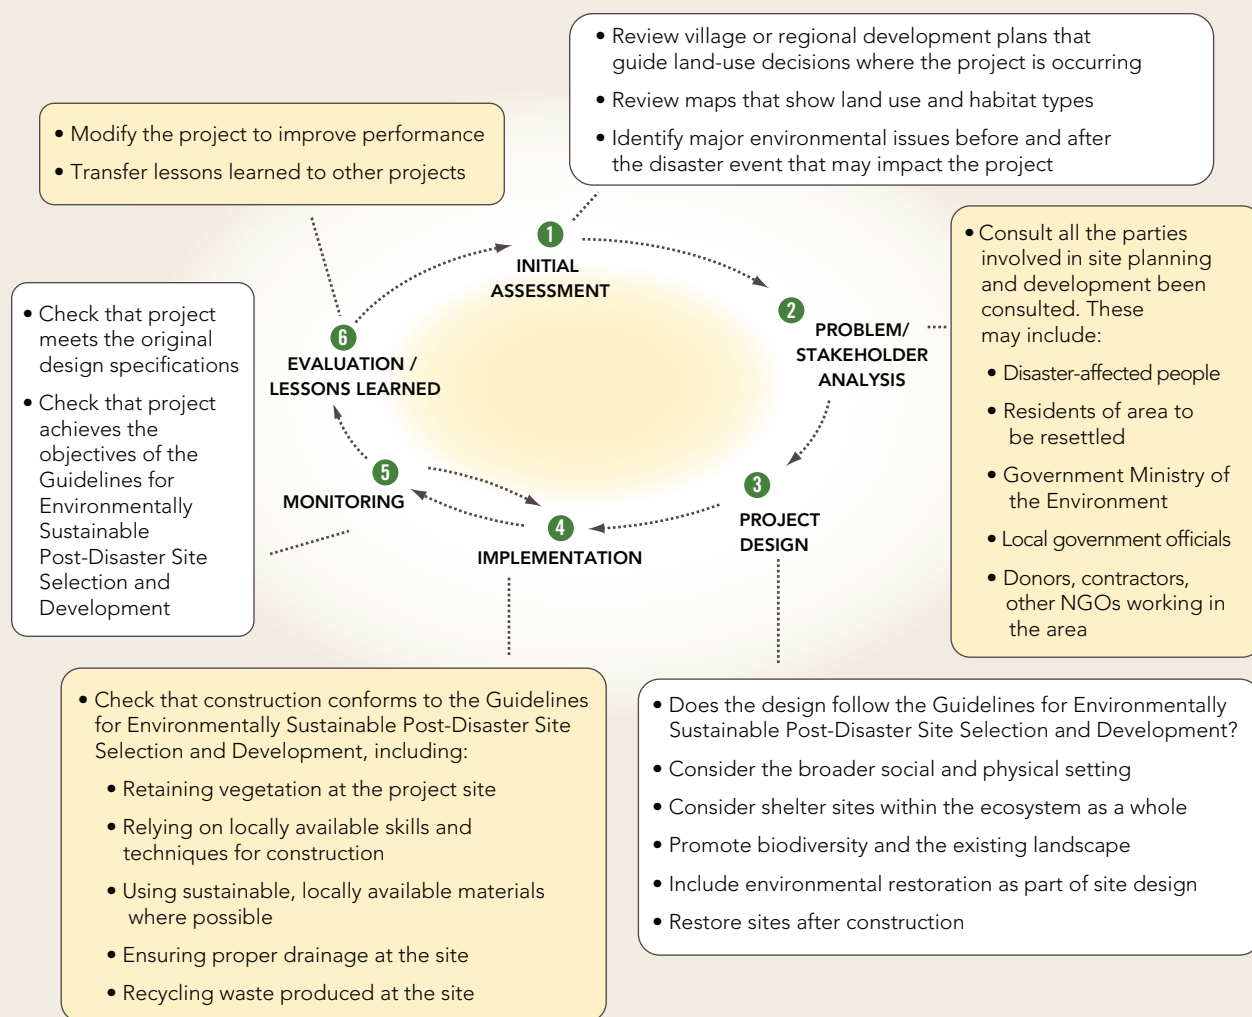 • Review village or regional development plans that
guide land-use decisions where the project is occurring
• Review maps that show land use and habitat types
• Identify major environmental issues before and after
the disaster event that may impact the project
• Modify the project to improve performance
• Transfer lessons learned to other projects
1
INITIAL
ASSESSMENT
2
PROBLEM/
STAKEHOLDER
ANALYSIS
• Consult all the parties
involved in site planning
and development been
consulted. These
may include:
• Disaster-affected people
• Residents of area to
be resettled
• Government Ministry of
the Environment
• Local government officials
• Donors, contractors,
other NGOs working in
the area
3
PROJECT
DESIGN
4
IMPLEMENTATION
5
MONITORING
6
EVALUATION /
LESSONS LEARNED
• Check that project
meets the original
design specifications
• Check that project
achieves the
objectives of the
Guidelines for
Environmentally
Sustainable
Post-Disaster Site
Selection and
Development
• Check that construction conforms to the Guidelines
for Environmentally Sustainable Post-Disaster Site
Selection and Development, including:
• Retaining vegetation at the project site
• Relying on locally available skills and
techniques for construction
• Using sustainable, locally available materials
where possible
• Ensuring proper drainage at the site
• Recycling waste produced at the site
• Does the design follow the Guidelines for Environmentally
Sustainable Post-Disaster Site Selection and Development?
• Consider the broader social and physical setting
• Consider shelter sites within the ecosystem as a whole
• Promote biodiversity and the existing landscape
• Include environmental restoration as part of site design
• Restore sites after construction